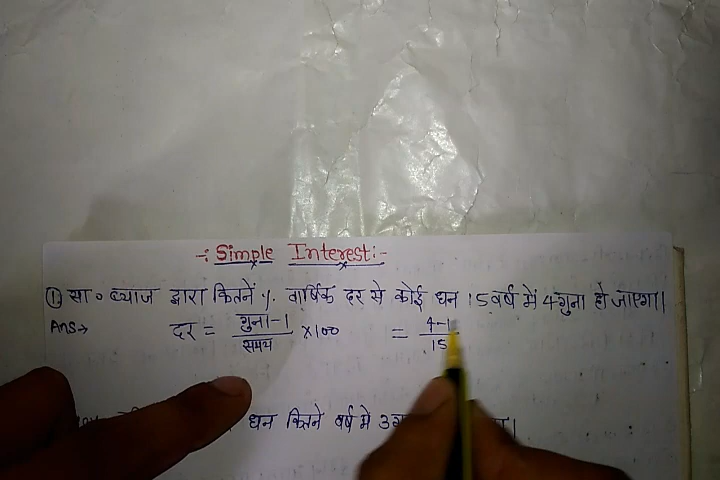 -: Simple Interest:-
① सा० ब्याज द्वारा कितनें % वार्षिक दर से कोई धन 15 वर्ष में 4 गुना हो जाएगा।
Ans→ दर = गुना-1/समय ×100 = 4-1/15
धन कितने वर्ष मे 3